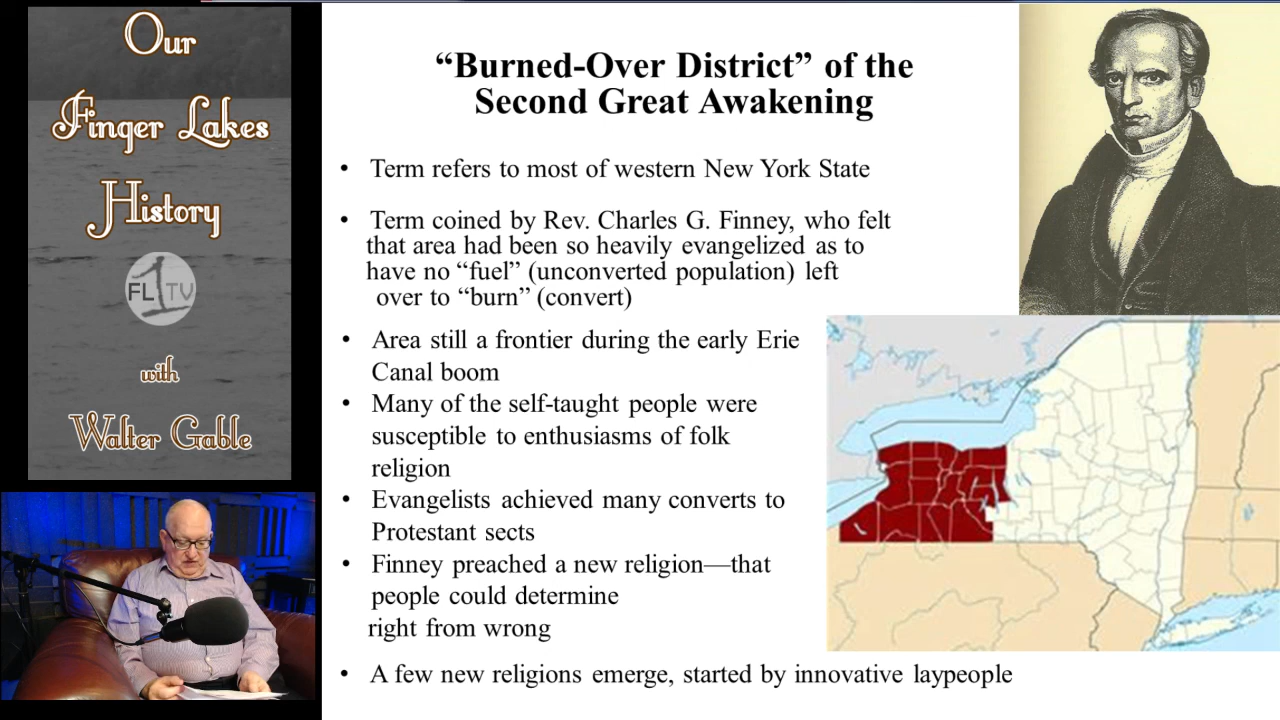 Our
Finger Lakes
History
FL1TV
with
Walter Gable
“Burned-Over District” of the
Second Great Awakening
• Term refers to most of western New York State
• Term coined by Rev. Charles G. Finney, who felt
that area had been so heavily evangelized as to
have no “fuel” (unconverted population) left
over to “burn” (convert)
• Area still a frontier during the early Erie
Canal boom
• Many of the self-taught people were
susceptible to enthusiasms of folk
religion
• Evangelists achieved many converts to
Protestant sects
• Finney preached a new religion—that
people could determine
right from wrong
• A few new religions emerge, started by innovative laypeople